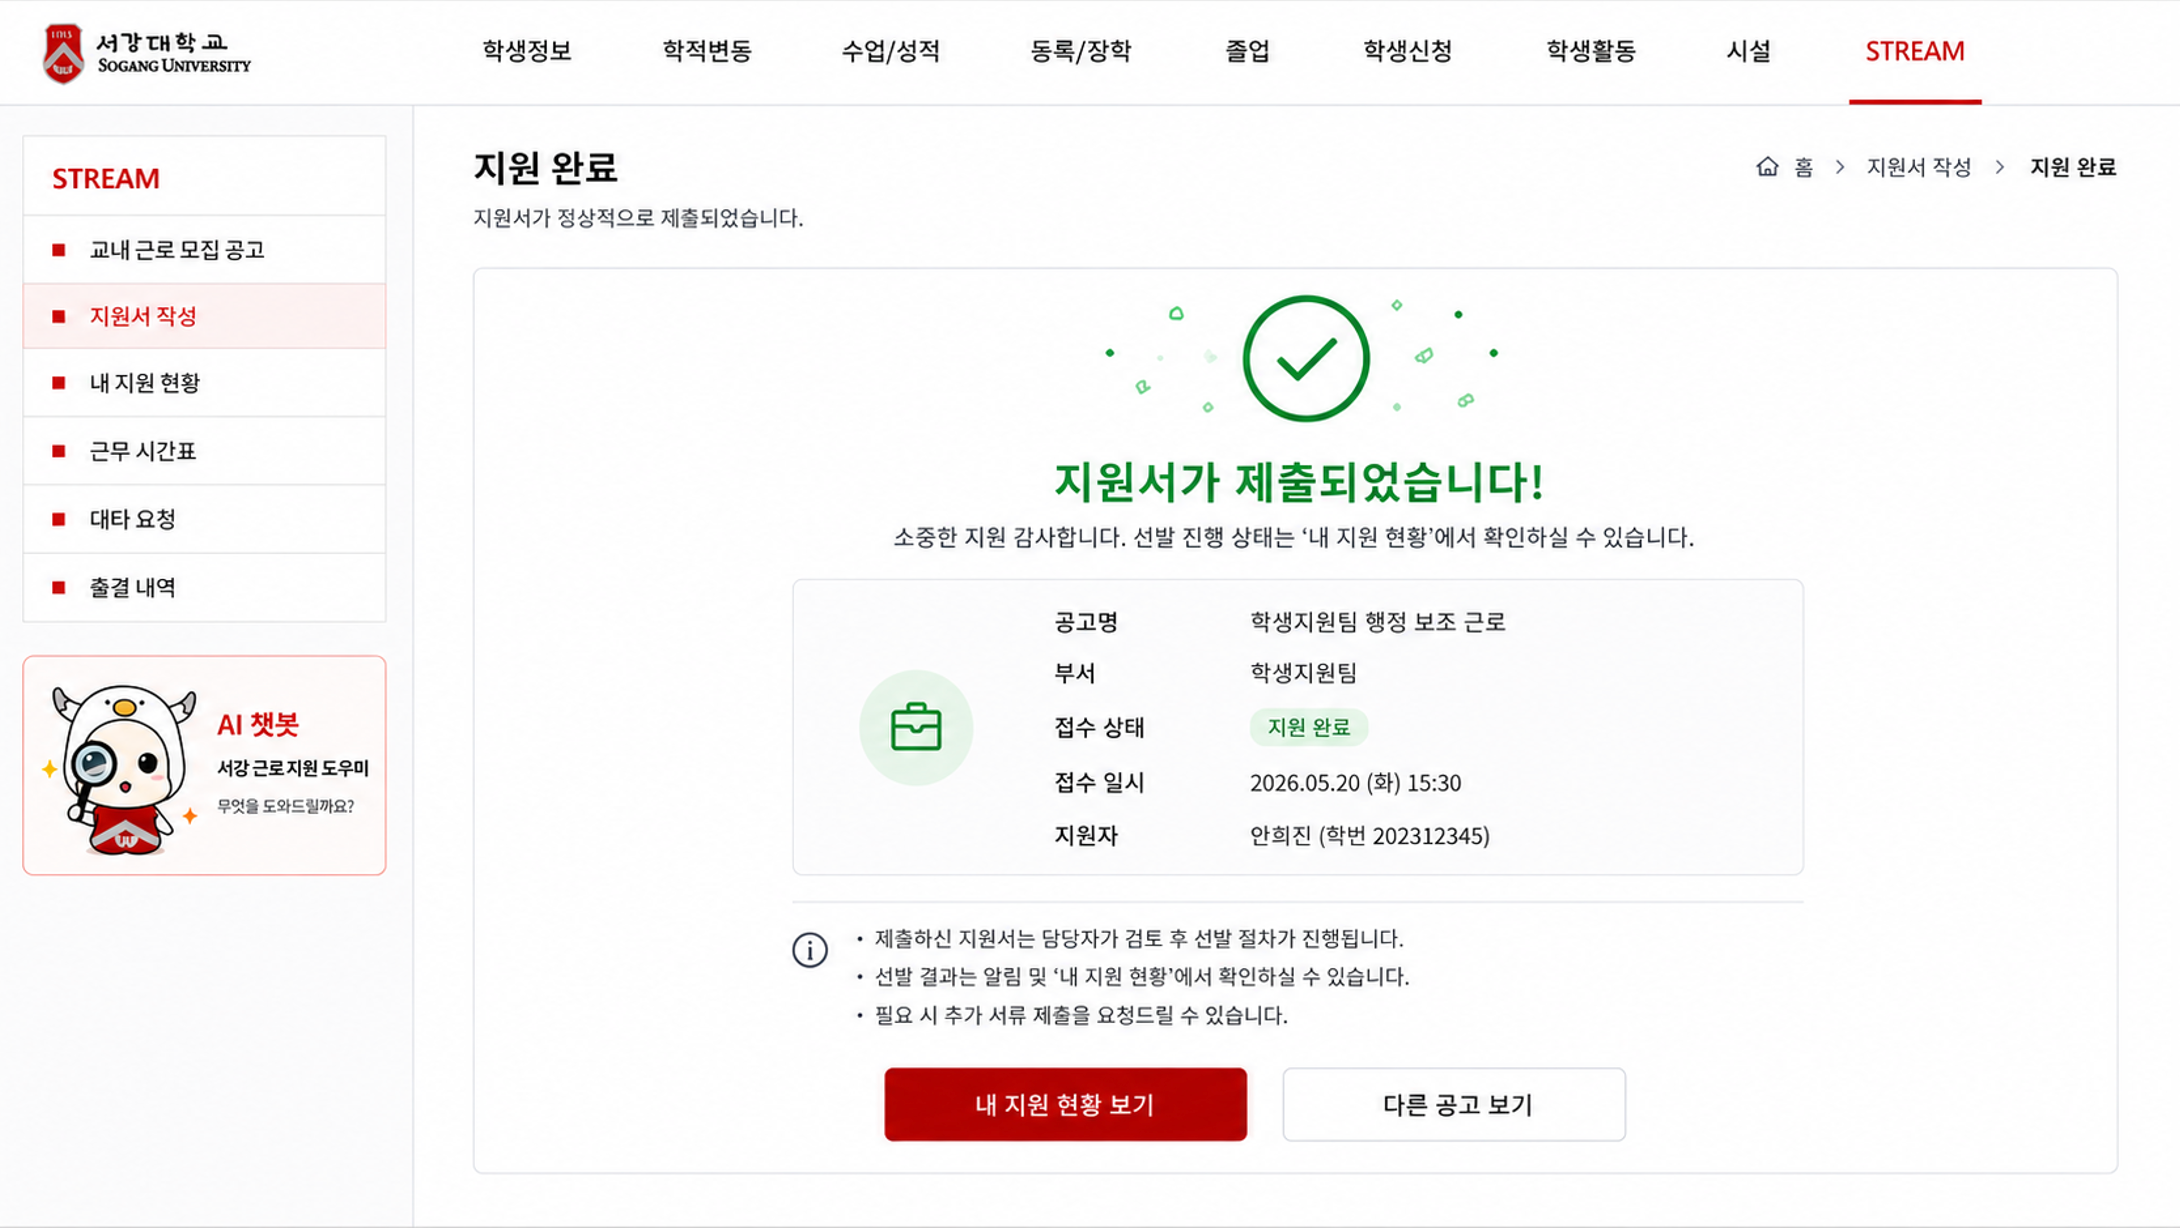 서강대학교
SOGANG UNIVERSITY
학생정보 학적변동 수업/성적 동록/장학 졸업 학생신청 학생활동 시설 STREAM
STREAM
교내 근로 모집 공고
지원서 작성
내 지원 현황
근무 시간표
대타 요청
출결 내역
AI 챗봇
서강 근로지원 도우미
무엇을 도와드릴까요?
지원 완료
홈 > 지원서 작성 > 지원 완료
지원서가 정상적으로 제출되었습니다.
지원서가 제출되었습니다!
소중한 지원 감사합니다. 선발 진행 상태는 ‘내 지원 현황’에서 확인하실 수 있습니다.
공고명 학생지원팀 행정 보조 근로
부서 학생지원팀
접수 상태 지원 완료
접수 일시 2026.05.20 (화) 15:30
지원자 안희진 (학번 202312345)
• 제출하신 지원서는 담당자가 검토 후 선발 절차가 진행됩니다.
• 선발 결과는 알림 및 ‘내 지원 현황’에서 확인하실 수 있습니다.
• 필요 시 추가 서류 제출을 요청드릴 수 있습니다.
내 지원 현황 보기
다른 공고 보기